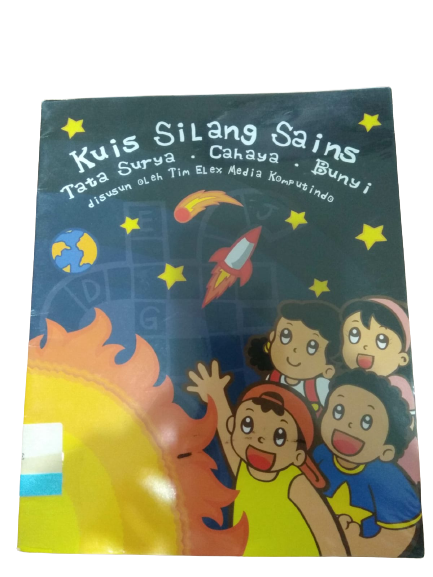 Kuis Silang Sains
Tata Surya · Cahaya · Bunyi
disusun oleh Tim Elex Media Komputindo
E
D
G